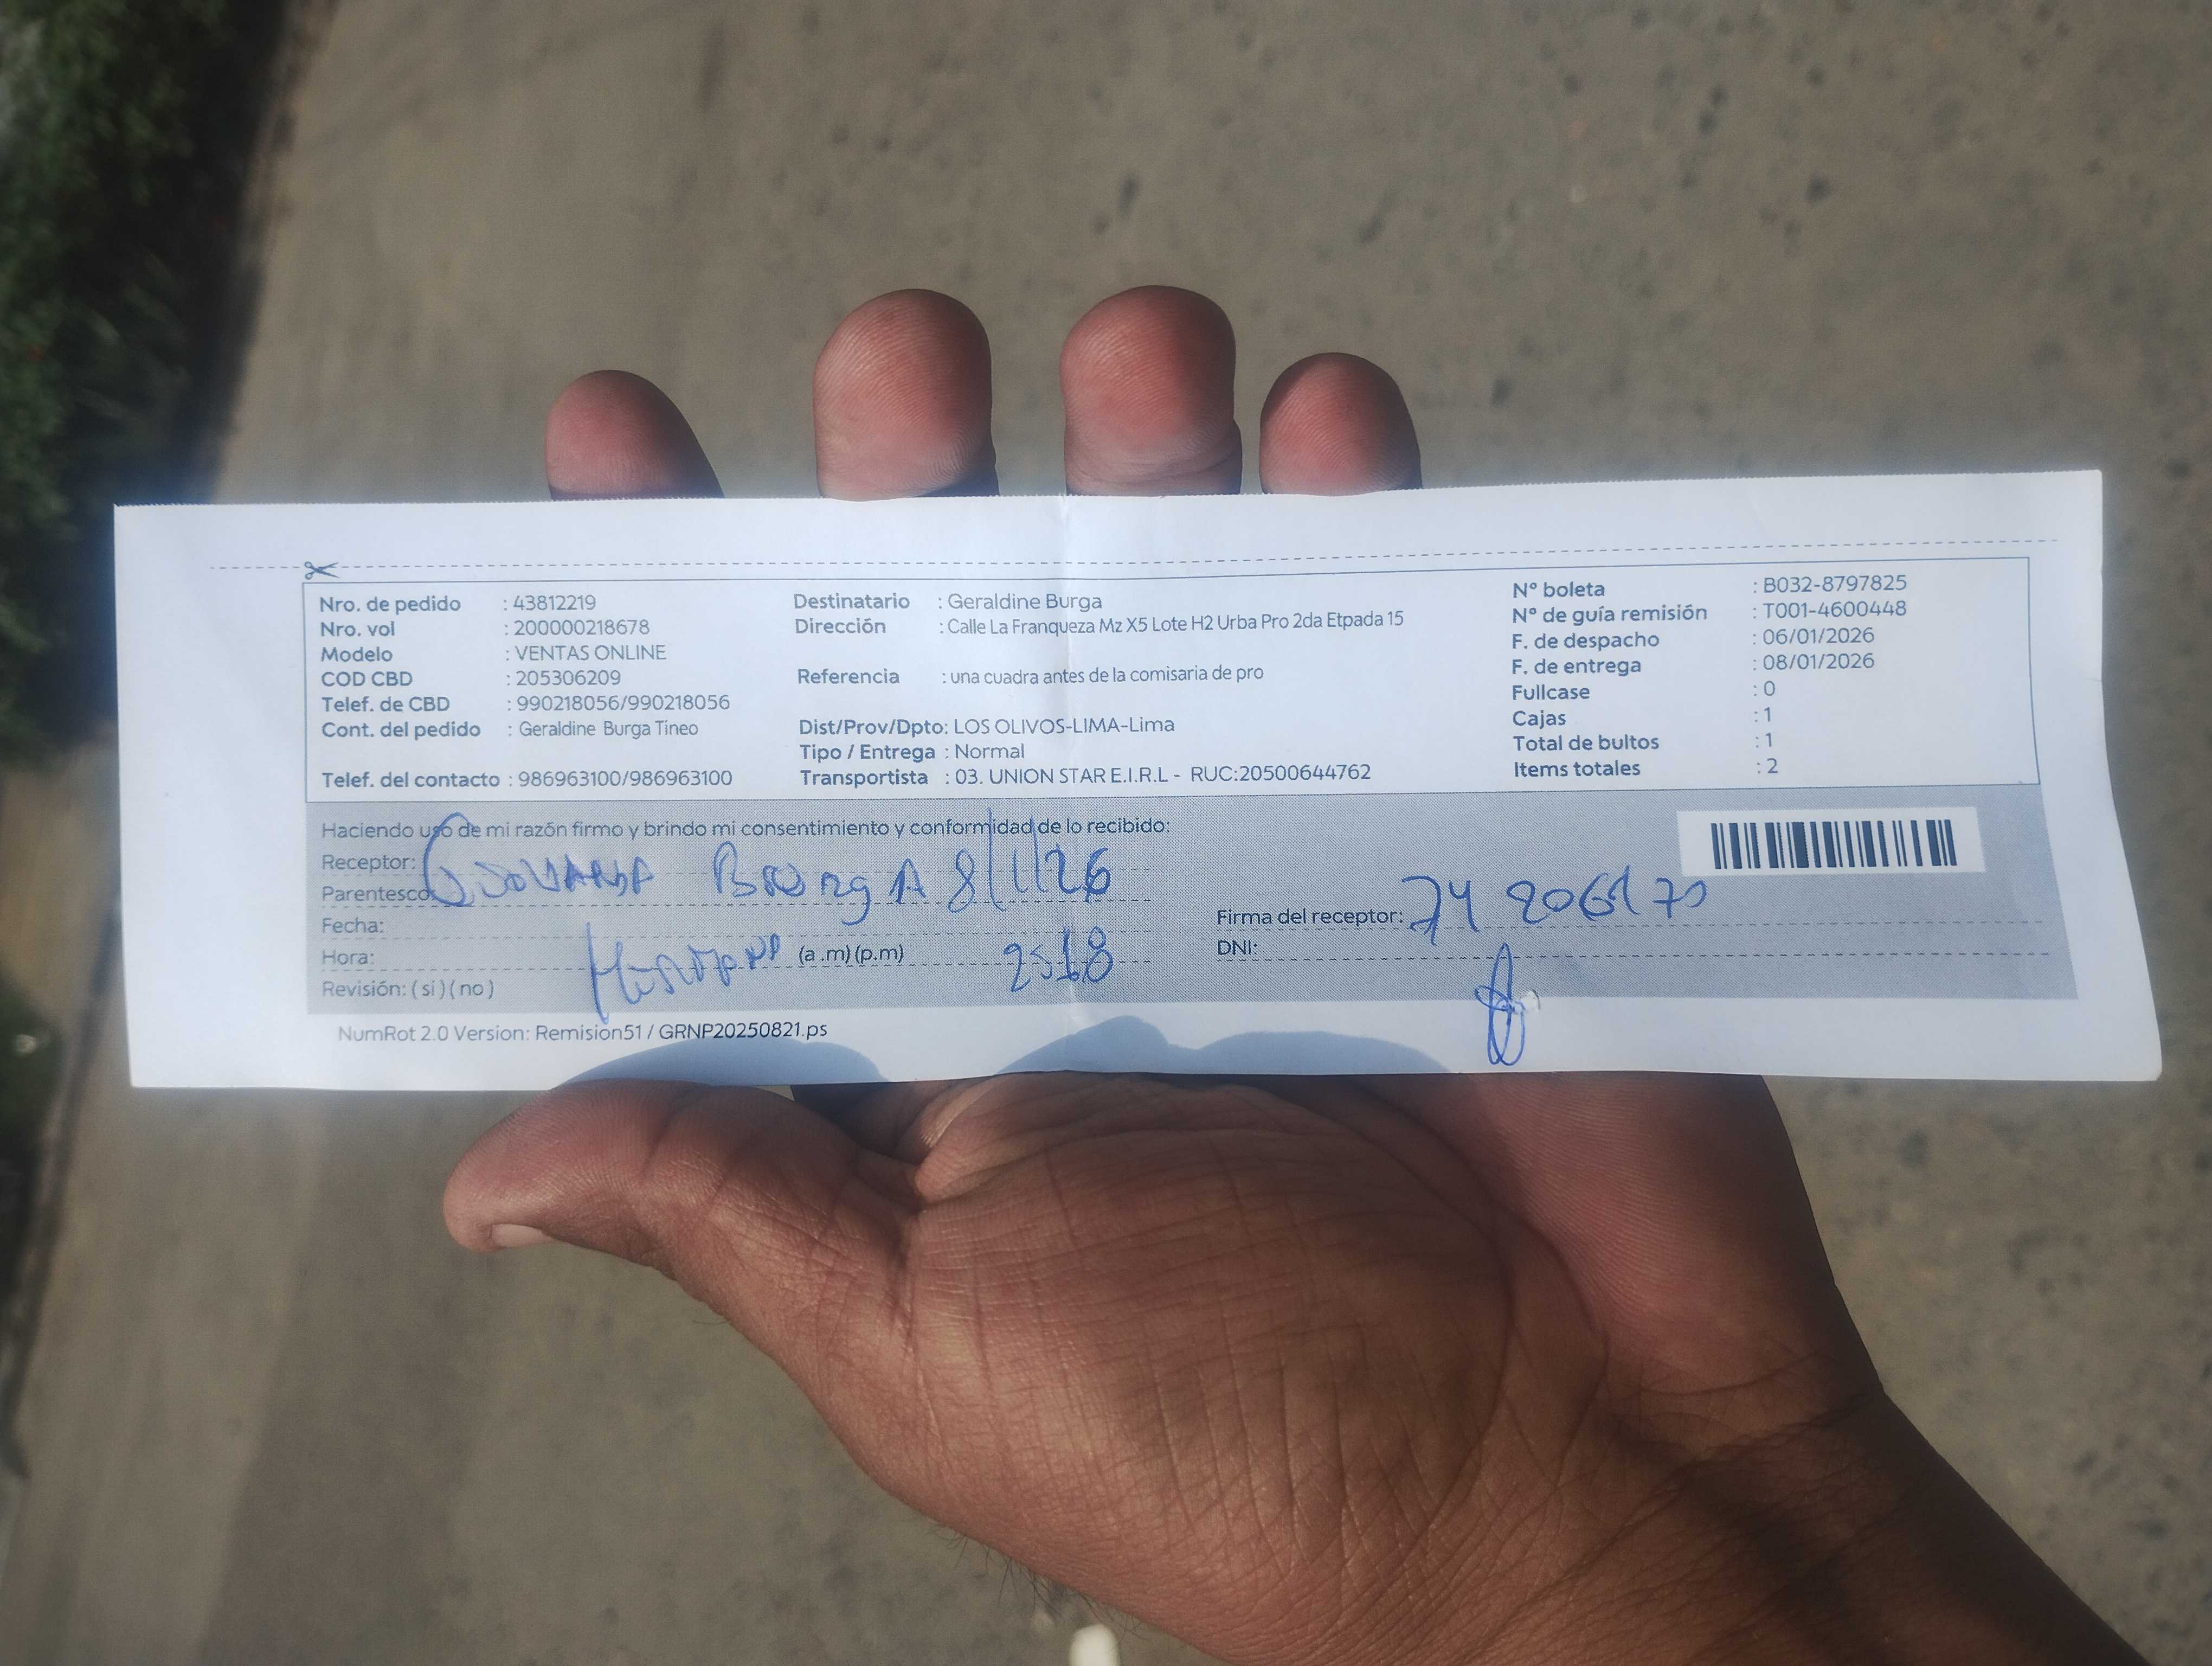 Nro. de pedido : 43812219
Nro. vol : 200000218678
Modelo : VENTAS ONLINE
COD CBD : 205306209
Telef. de CBD : 990218056/990218056
Cont. del pedido : Geraldine Burga Tineo
Telef. del contacto : 986963100/986963100
Destinatario : Geraldine Burga
Dirección : Calle La Franqueza Mz X5 Lote H2 Urba Pro 2da Etpada 15
Referencia : una cuadra antes de la comisaria de pro
Dist/Prov/Dpto: LOS OLIVOS-LIMA-Lima
Tipo / Entrega : Normal
Transportista : 03. UNION STAR E.I.R.L - RUC:20500644762
N° boleta : B032-8797825
N° de guía remisión : T001-4600448
F. de despacho : 06/01/2026
F. de entrega : 08/01/2026
Fullcase : 0
Cajas : 1
Total de bultos : 1
Items totales : 2
Haciendo uso de mi razón firmo y brindo mi consentimiento y conformidad de lo recibido:
Receptor:
Parentesco: 8/1/26
Fecha:
Hora: (a.m)(p.m)
Revisión: (si)(no)
Firma del receptor:
DNI:
NumRot 2.0 Version: Remision51 / GRNP20250821.ps